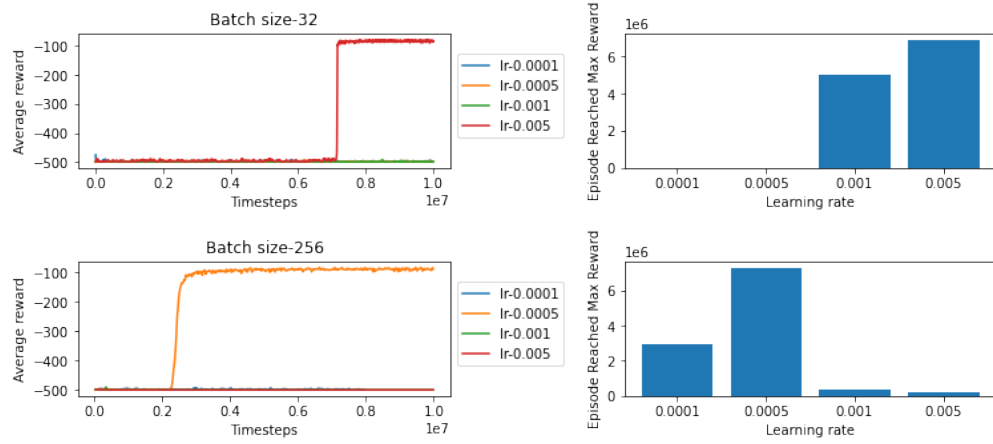 Batch size-32
Average reward
−100
−200
−300
−400
−500
0.0 0.2 0.4 0.6 0.8 1.0
1e7
Timesteps
lr-0.0001
lr-0.0005
lr-0.001
lr-0.005
1e6
Episode Reached Max Reward
6
4
2
0
0.0001 0.0005 0.001 0.005
Learning rate
Batch size-256
Average reward
−100
−200
−300
−400
−500
0.0 0.2 0.4 0.6 0.8 1.0
1e7
Timesteps
lr-0.0001
lr-0.0005
lr-0.001
lr-0.005
1e6
Episode Reached Max Reward
6
4
2
0
0.0001 0.0005 0.001 0.005
Learning rate